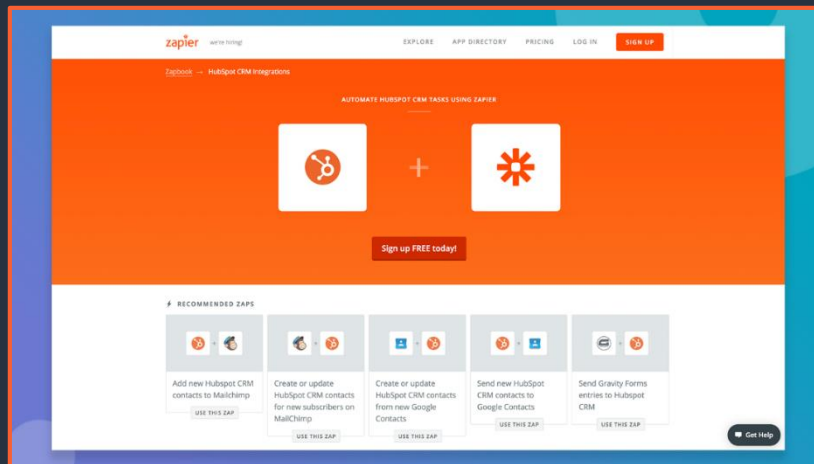 zapier we're hiring! EXPLORE APP DIRECTORY PRICING LOG IN SIGN UP
Zapbook → HubSpot CRM Integrations
AUTOMATE HUBSPOT CRM TASKS USING ZAPIER
+
Sign up FREE today!
RECOMMENDED ZAPS
Add new Hubspot CRM
contacts to Mailchimp
USE THIS ZAP
Create or update
HubSpot CRM contacts
for new subscribers on
MailChimp
USE THIS ZAP
Create or update
HubSpot CRM contacts
from new Google
Contacts
USE THIS ZAP
Send new HubSpot
CRM contacts to
Google Contacts
USE THIS ZAP
Send Gravity Forms
entries to Hubspot
CRM
USE THIS ZAP
Get Help